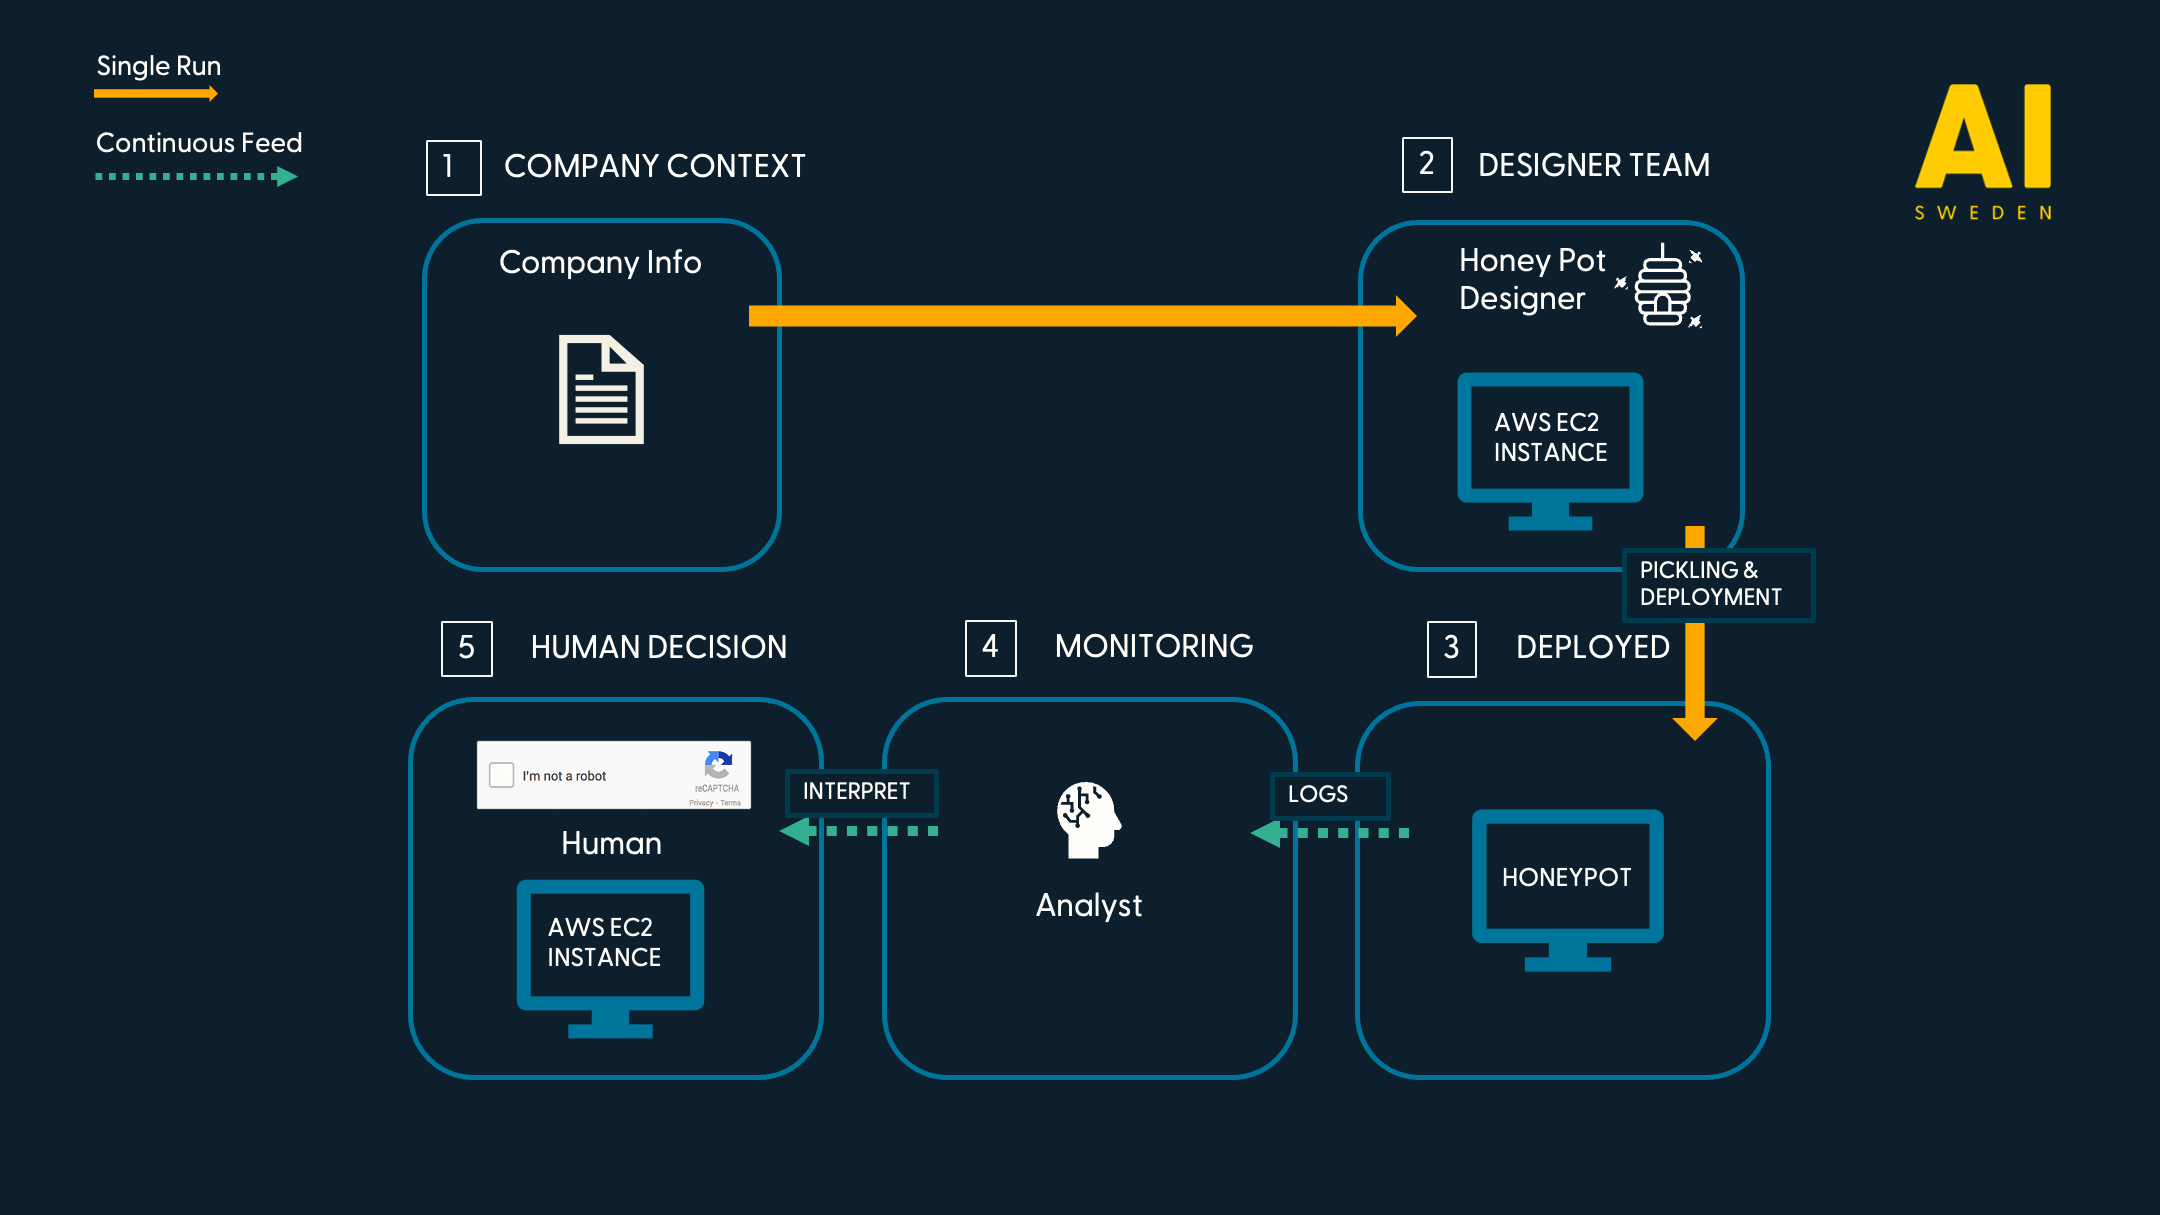 Single Run
Continuous Feed
AI
SWEDEN
1 COMPANY CONTEXT
2 DESIGNER TEAM
Company Info
Honey Pot
Designer
AWS EC2
INSTANCE
PICKLING &
DEPLOYMENT
5 HUMAN DECISION
4 MONITORING
3 DEPLOYED
I'm not a robot
reCAPTCHA
Privacy - Terms
Human
AWS EC2
INSTANCE
INTERPRET
Analyst
LOGS
HONEYPOT